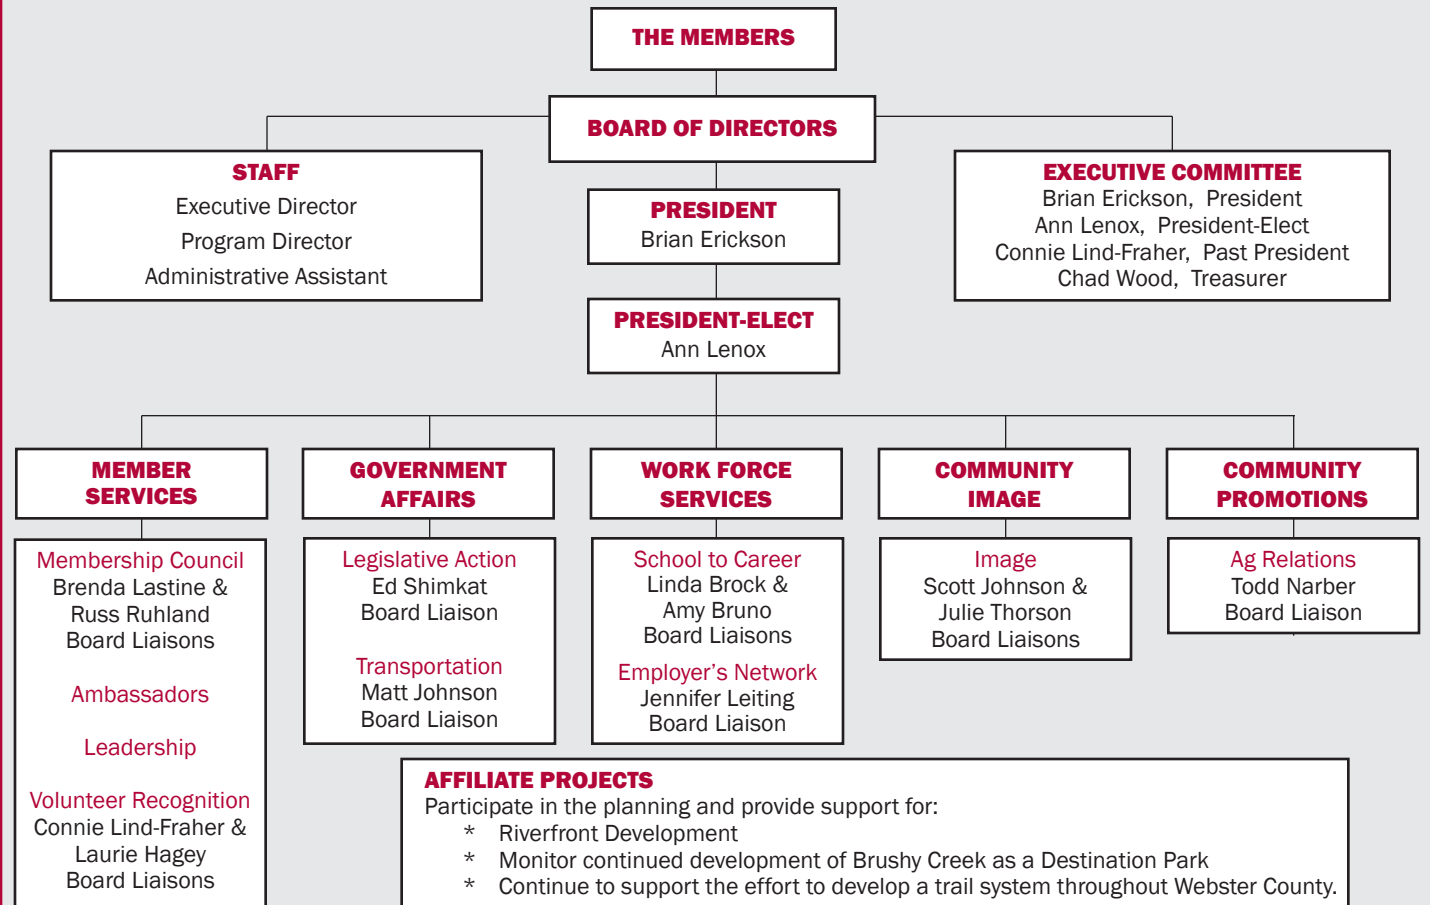 THE MEMBERS
BOARD OF DIRECTORS
STAFF
Executive Director
Program Director
Administrative Assistant
PRESIDENT
Brian Erickson
EXECUTIVE COMMITTEE
Brian Erickson, President
Ann Lenox, President-Elect
Connie Lind-Fraher, Past President
Chad Wood, Treasurer
PRESIDENT-ELECT
Ann Lenox
MEMBER
SERVICES
Membership Council
Brenda Lastine &
Russ Ruhland
Board Liaisons
Ambassadors
Leadership
Volunteer Recognition
Connie Lind-Fraher &
Laurie Hagey
Board Liaisons
GOVERNMENT
AFFAIRS
Legislative Action
Ed Shimkat
Board Liaison
Transportation
Matt Johnson
Board Liaison
WORK FORCE
SERVICES
School to Career
Linda Brock &
Amy Bruno
Board Liaisons
Employer's Network
Jennifer Leiting
Board Liaison
COMMUNITY
IMAGE
Image
Scott Johnson &
Julie Thorson
Board Liaisons
COMMUNITY
PROMOTIONS
Ag Relations
Todd Narber
Board Liaison
AFFILIATE PROJECTS
Participate in the planning and provide support for:
* Riverfront Development
* Monitor continued development of Brushy Creek as a Destination Park
* Continue to support the effort to develop a trail system throughout Webster County.